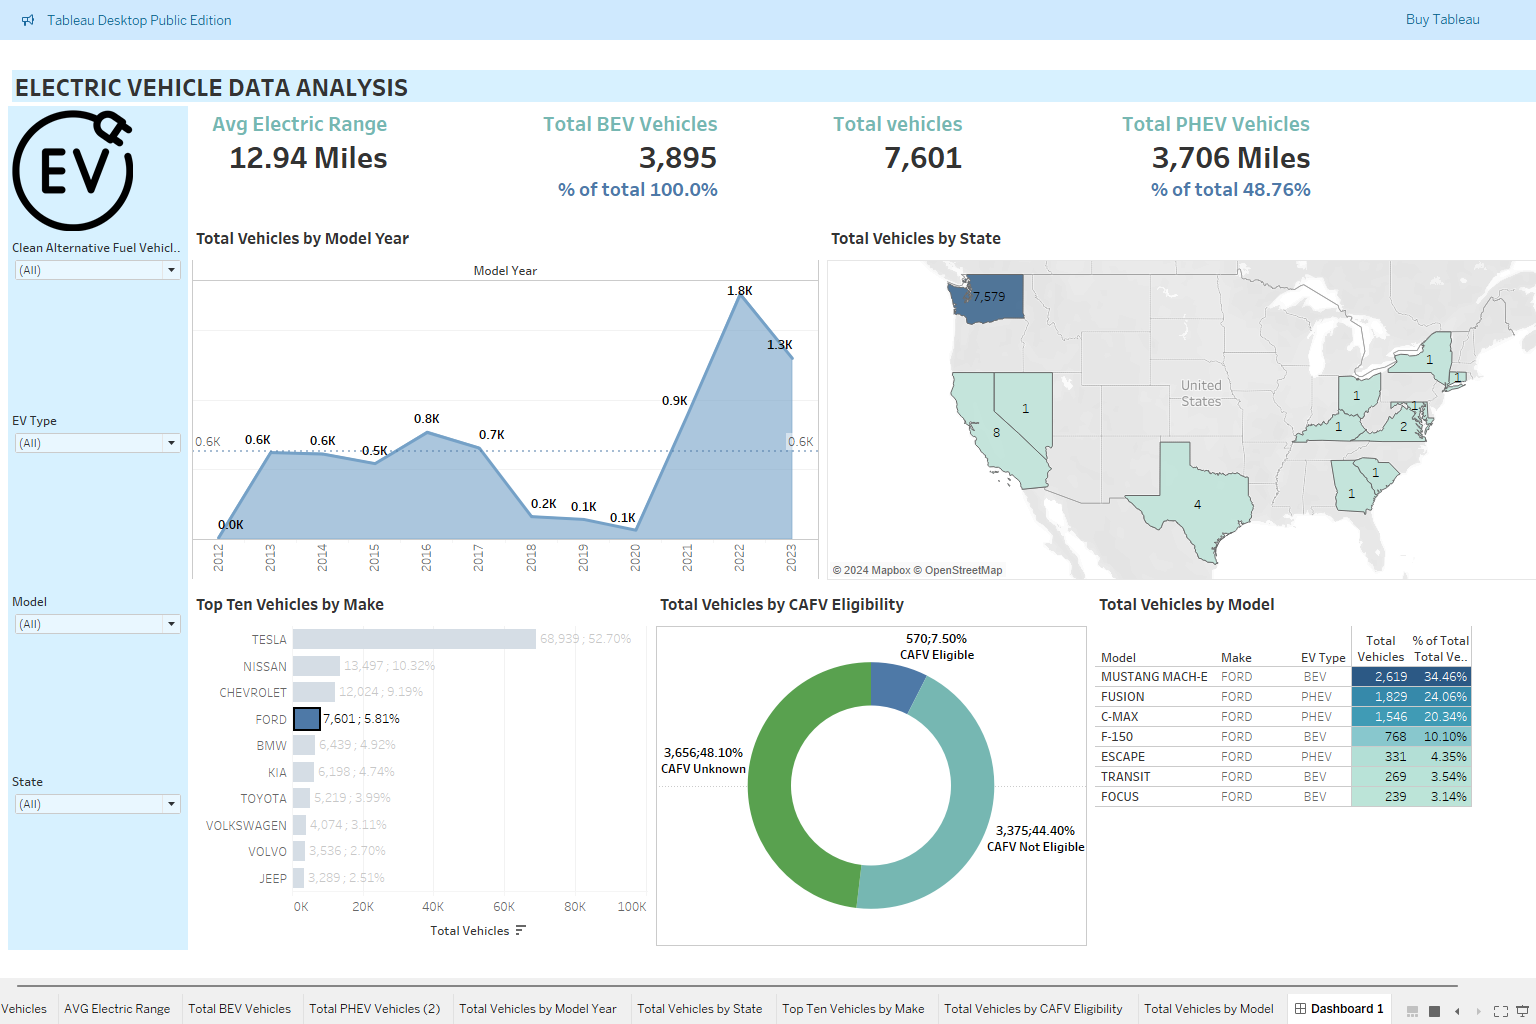 Tableau Desktop Public Edition
Buy Tableau
ELECTRIC VEHICLE DATA ANALYSIS
EV
Avg Electric Range
12.94 Miles
Total BEV Vehicles
3,895
% of total 100.0%
Total vehicles
7,601
Total PHEV Vehicles
3,706 Miles
% of total 48.76%
Clean Alternative Fuel Vehicl..
(All)
EV Type
(All)
Model
(All)
State
(All)
Total Vehicles by Model Year
Model Year
1.8K
1.3K
0.9K
0.8K
0.7K
0.6K
0.6K
0.6K
0.5K
0.6K
0.2K
0.1K
0.1K
0.0K
2012
2013
2014
2015
2016
2017
2018
2019
2020
2021
2022
2023
Total Vehicles by State
7,579
1
1
1
1
United
States
1
1
8
1
2
1
1
4
© 2024 Mapbox © OpenStreetMap
Top Ten Vehicles by Make
TESLA 68,939 ; 52.70%
NISSAN 13,497 ; 10.32%
CHEVROLET 12,024 ; 9.19%
FORD 7,601 ; 5.81%
BMW 6,439 ; 4.92%
KIA 6,198 ; 4.74%
TOYOTA 5,219 ; 3.99%
VOLKSWAGEN 4,074 ; 3.11%
VOLVO 3,536 ; 2.70%
JEEP 3,289 ; 2.51%
0K 20K 40K 60K 80K 100K
Total Vehicles
Total Vehicles by CAFV Eligibility
570;7.50%
CAFV Eligible
3,656;48.10%
CAFV Unknown
3,375;44.40%
CAFV Not Eligible
Total Vehicles by Model
Total % of Total
Model Make EV Type Vehicles Total Ve..
MUSTANG MACH-E FORD BEV 2,619 34.46%
FUSION FORD PHEV 1,829 24.06%
C-MAX FORD PHEV 1,546 20.34%
F-150 FORD BEV 768 10.10%
ESCAPE FORD PHEV 331 4.35%
TRANSIT FORD BEV 269 3.54%
FOCUS FORD BEV 239 3.14%
Vehicles
AVG Electric Range
Total BEV Vehicles
Total PHEV Vehicles (2)
Total Vehicles by Model Year
Total Vehicles by State
Top Ten Vehicles by Make
Total Vehicles by CAFV Eligibility
Total Vehicles by Model
Dashboard 1